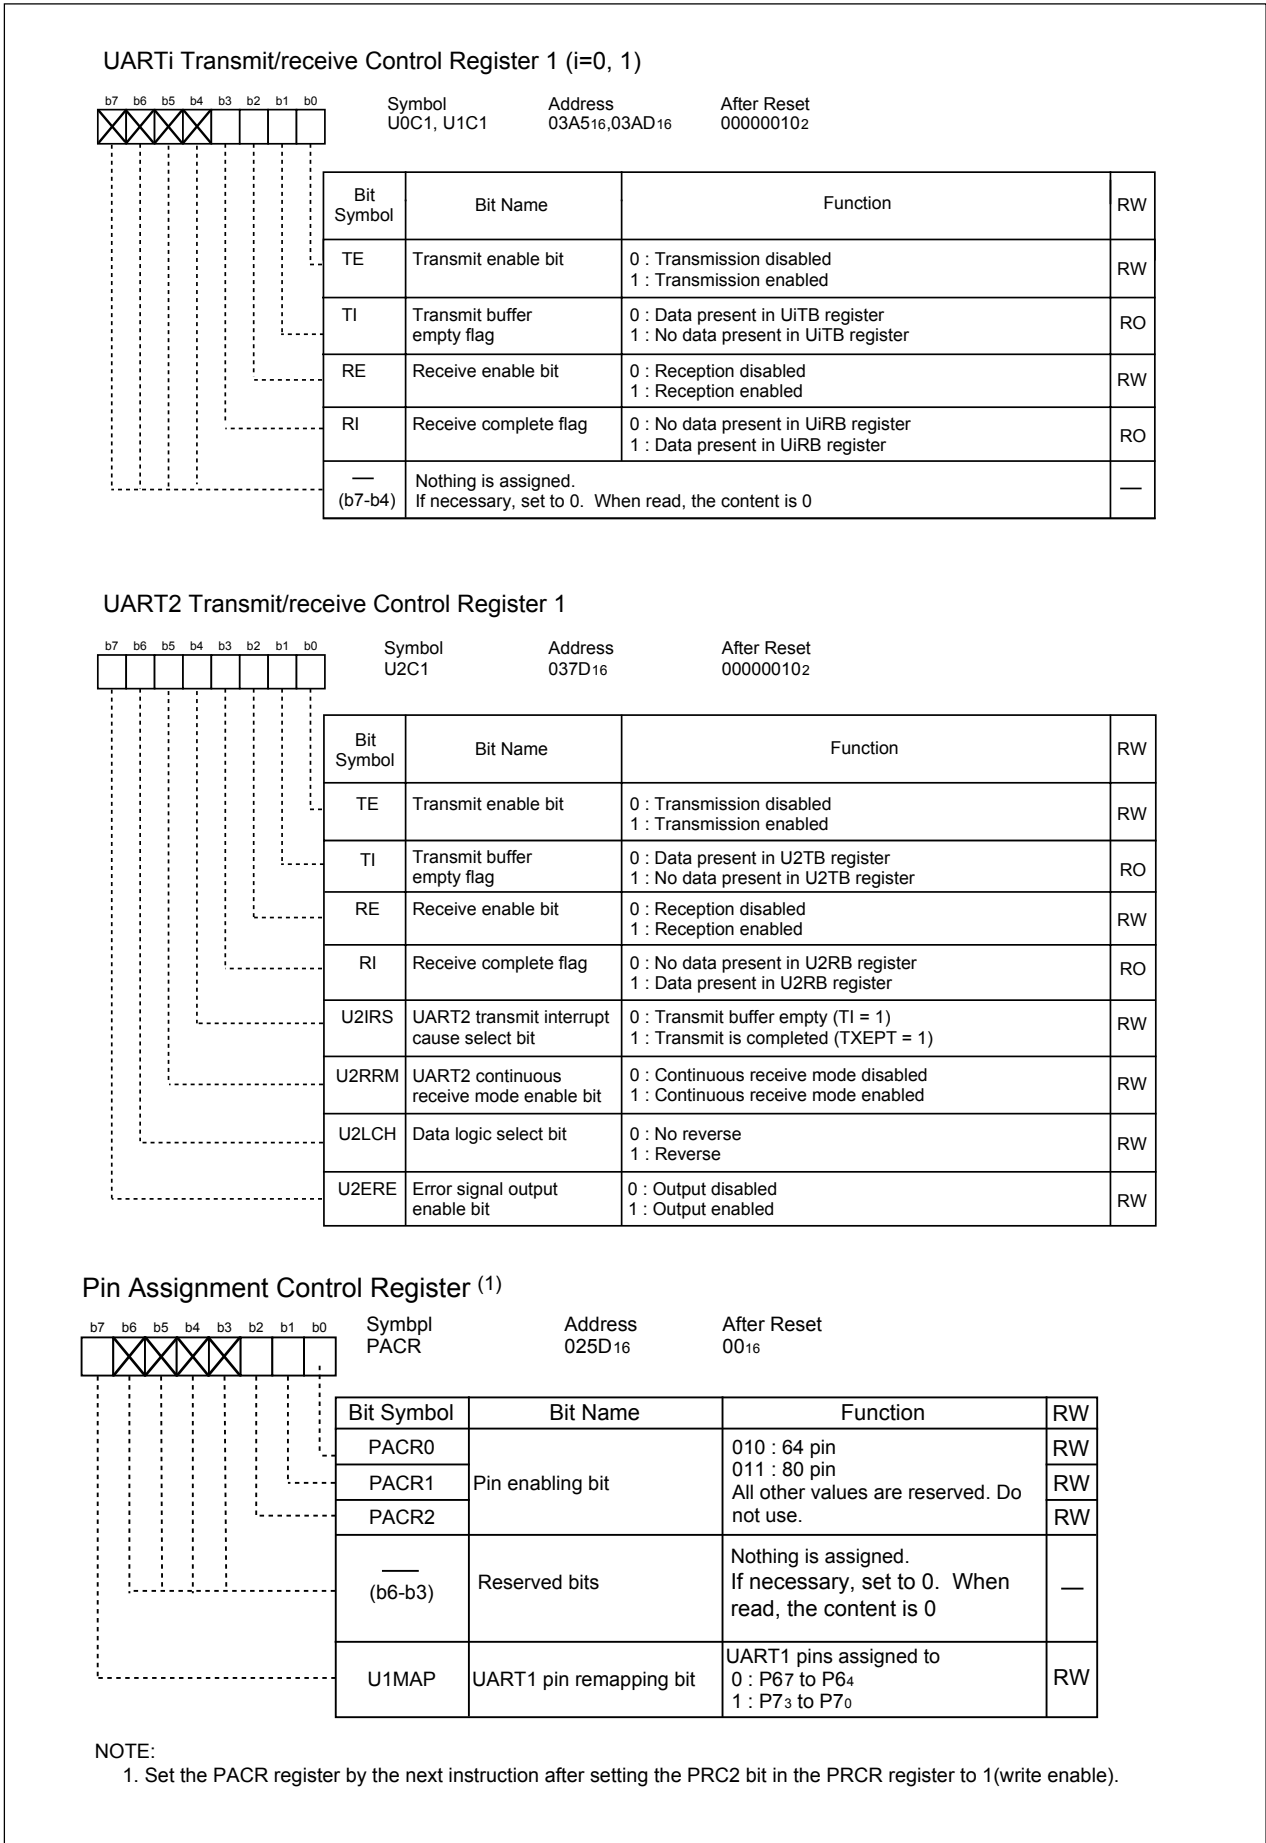 UARTi Transmit/receive Control Register 1 (i=0, 1)
b7 b6 b5 b4 b3 b2 b1 b0
Symbol Address After Reset
U0C1, U1C1 03A516,03AD16 000000102
Bit Symbol Bit Name Function RW
TE Transmit enable bit 0 : Transmission disabled
1 : Transmission enabled RW
TI Transmit buffer empty flag 0 : Data present in UiTB register
1 : No data present in UiTB register RO
RE Receive enable bit 0 : Reception disabled
1 : Reception enabled RW
RI Receive complete flag 0 : No data present in UiRB register
1 : Data present in UiRB register RO
— (b7-b4) Nothing is assigned.
If necessary, set to 0. When read, the content is 0 —
UART2 Transmit/receive Control Register 1
b7 b6 b5 b4 b3 b2 b1 b0
Symbol Address After Reset
U2C1 037D16 000000102
Bit Symbol Bit Name Function RW
TE Transmit enable bit 0 : Transmission disabled
1 : Transmission enabled RW
TI Transmit buffer empty flag 0 : Data present in U2TB register
1 : No data present in U2TB register RO
RE Receive enable bit 0 : Reception disabled
1 : Reception enabled RW
RI Receive complete flag 0 : No data present in U2RB register
1 : Data present in U2RB register RO
U2IRS UART2 transmit interrupt cause select bit 0 : Transmit buffer empty (TI = 1)
1 : Transmit is completed (TXEPT = 1) RW
U2RRM UART2 continuous receive mode enable bit 0 : Continuous receive mode disabled
1 : Continuous receive mode enabled RW
U2LCH Data logic select bit 0 : No reverse
1 : Reverse RW
U2ERE Error signal output enable bit 0 : Output disabled
1 : Output enabled RW
Pin Assignment Control Register (1)
b7 b6 b5 b4 b3 b2 b1 b0
Symbpl Address After Reset
PACR 025D16 0016
Bit Symbol Bit Name Function RW
PACR0 Pin enabling bit 010 : 64 pin RW
PACR1 011 : 80 pin RW
All other values are reserved. Do
PACR2 not use. RW
— (b6-b3) Reserved bits Nothing is assigned.
If necessary, set to 0. When
read, the content is 0 —
U1MAP UART1 pin remapping bit UART1 pins assigned to
0 : P67 to P64
1 : P73 to P70 RW
NOTE:
1. Set the PACR register by the next instruction after setting the PRC2 bit in the PRCR register to 1(write enable).